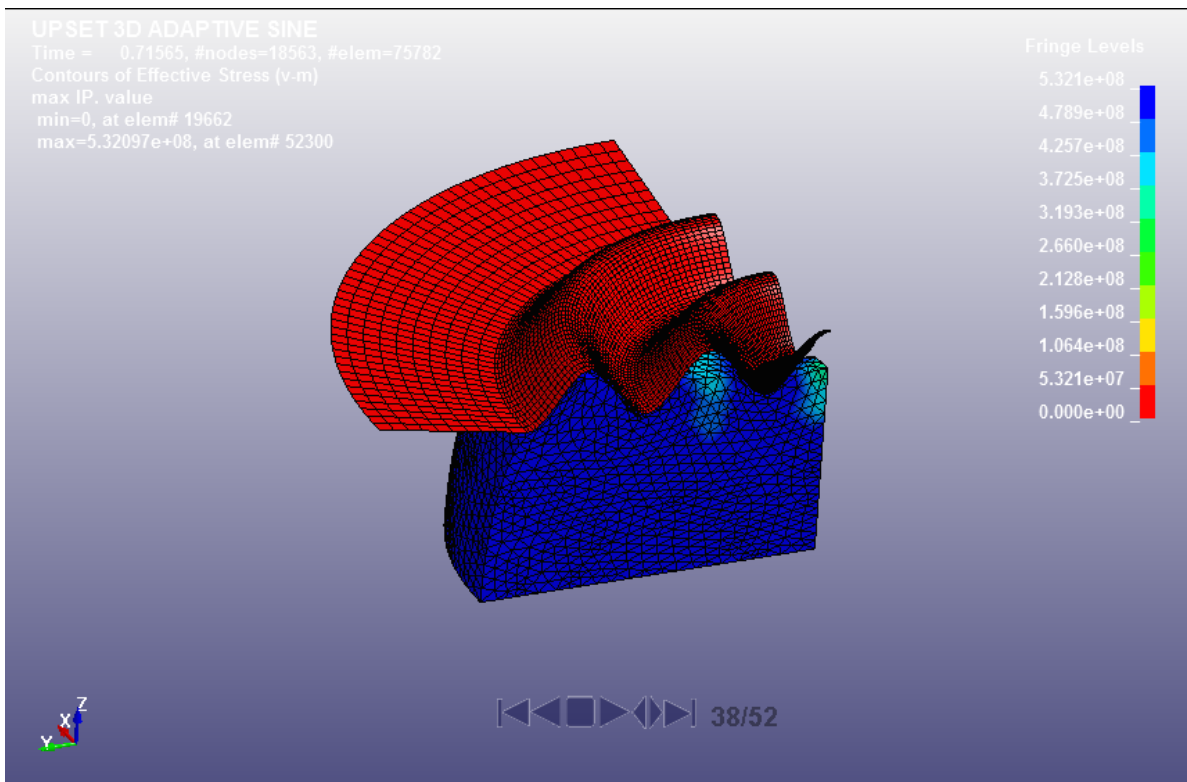 UPSET 3D ADAPTIVE SINE
Time = 0.71565, #nodes=18563, #elem=75782
Contours of Effective Stress (v-m)
max IP. value
min=0, at elem# 19662
max=5.32097e+08, at elem# 52300
Fringe Levels
5.321e+08
4.789e+08
4.257e+08
3.725e+08
3.193e+08
2.660e+08
2.128e+08
1.596e+08
1.064e+08
5.321e+07
0.000e+00
Z
X
Y
38/52